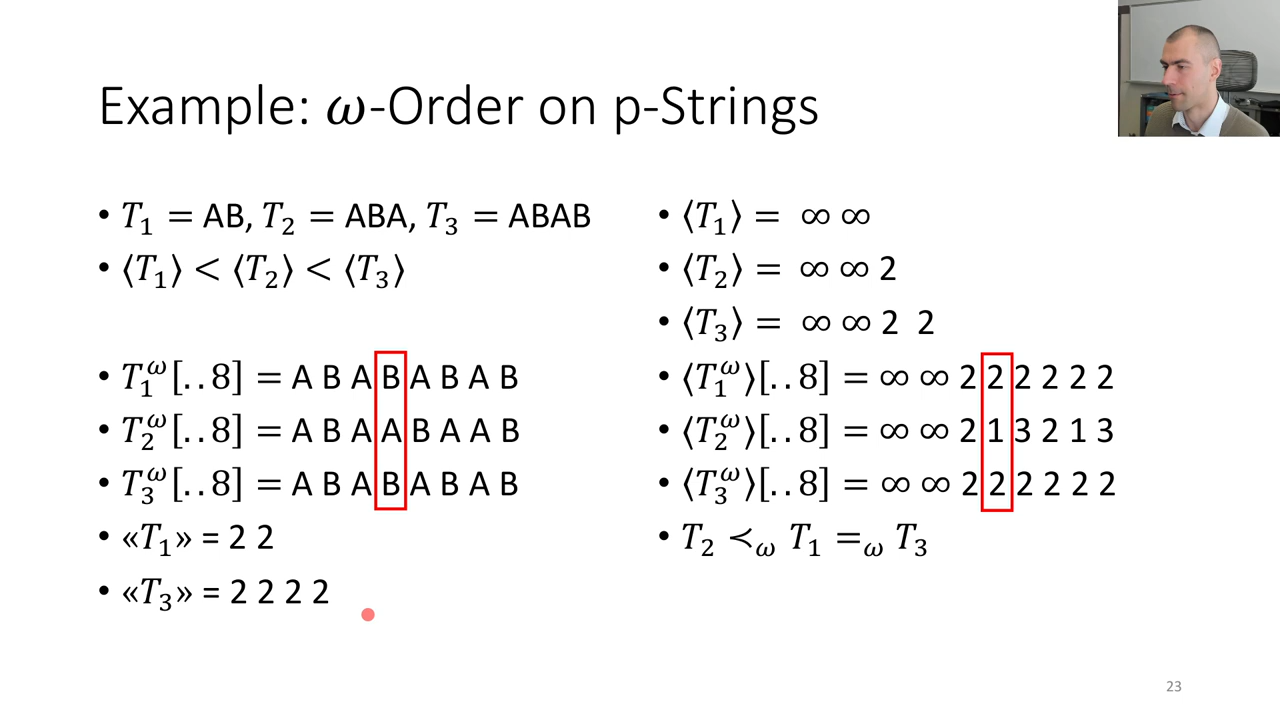 Example: ω-Order on p-Strings
• T₁ = AB, T₂ = ABA, T₃ = ABAB
• ⟨T₁⟩ < ⟨T₂⟩ < ⟨T₃⟩
• T₁^ω[..8] = A B A B A B A B
• T₂^ω[..8] = A B A A B A A B
• T₃^ω[..8] = A B A B A B A B
• «T₁» = 2 2
• «T₃» = 2 2 2 2
• ⟨T₁⟩ = ∞ ∞
• ⟨T₂⟩ = ∞ ∞ 2
• ⟨T₃⟩ = ∞ ∞ 2 2
• ⟨T₁^ω⟩[..8] = ∞ ∞ 2 2 2 2 2 2
• ⟨T₂^ω⟩[..8] = ∞ ∞ 2 1 3 2 1 3
• ⟨T₃^ω⟩[..8] = ∞ ∞ 2 2 2 2 2 2
• T₂ ≺_ω T₁ =_ω T₃
23